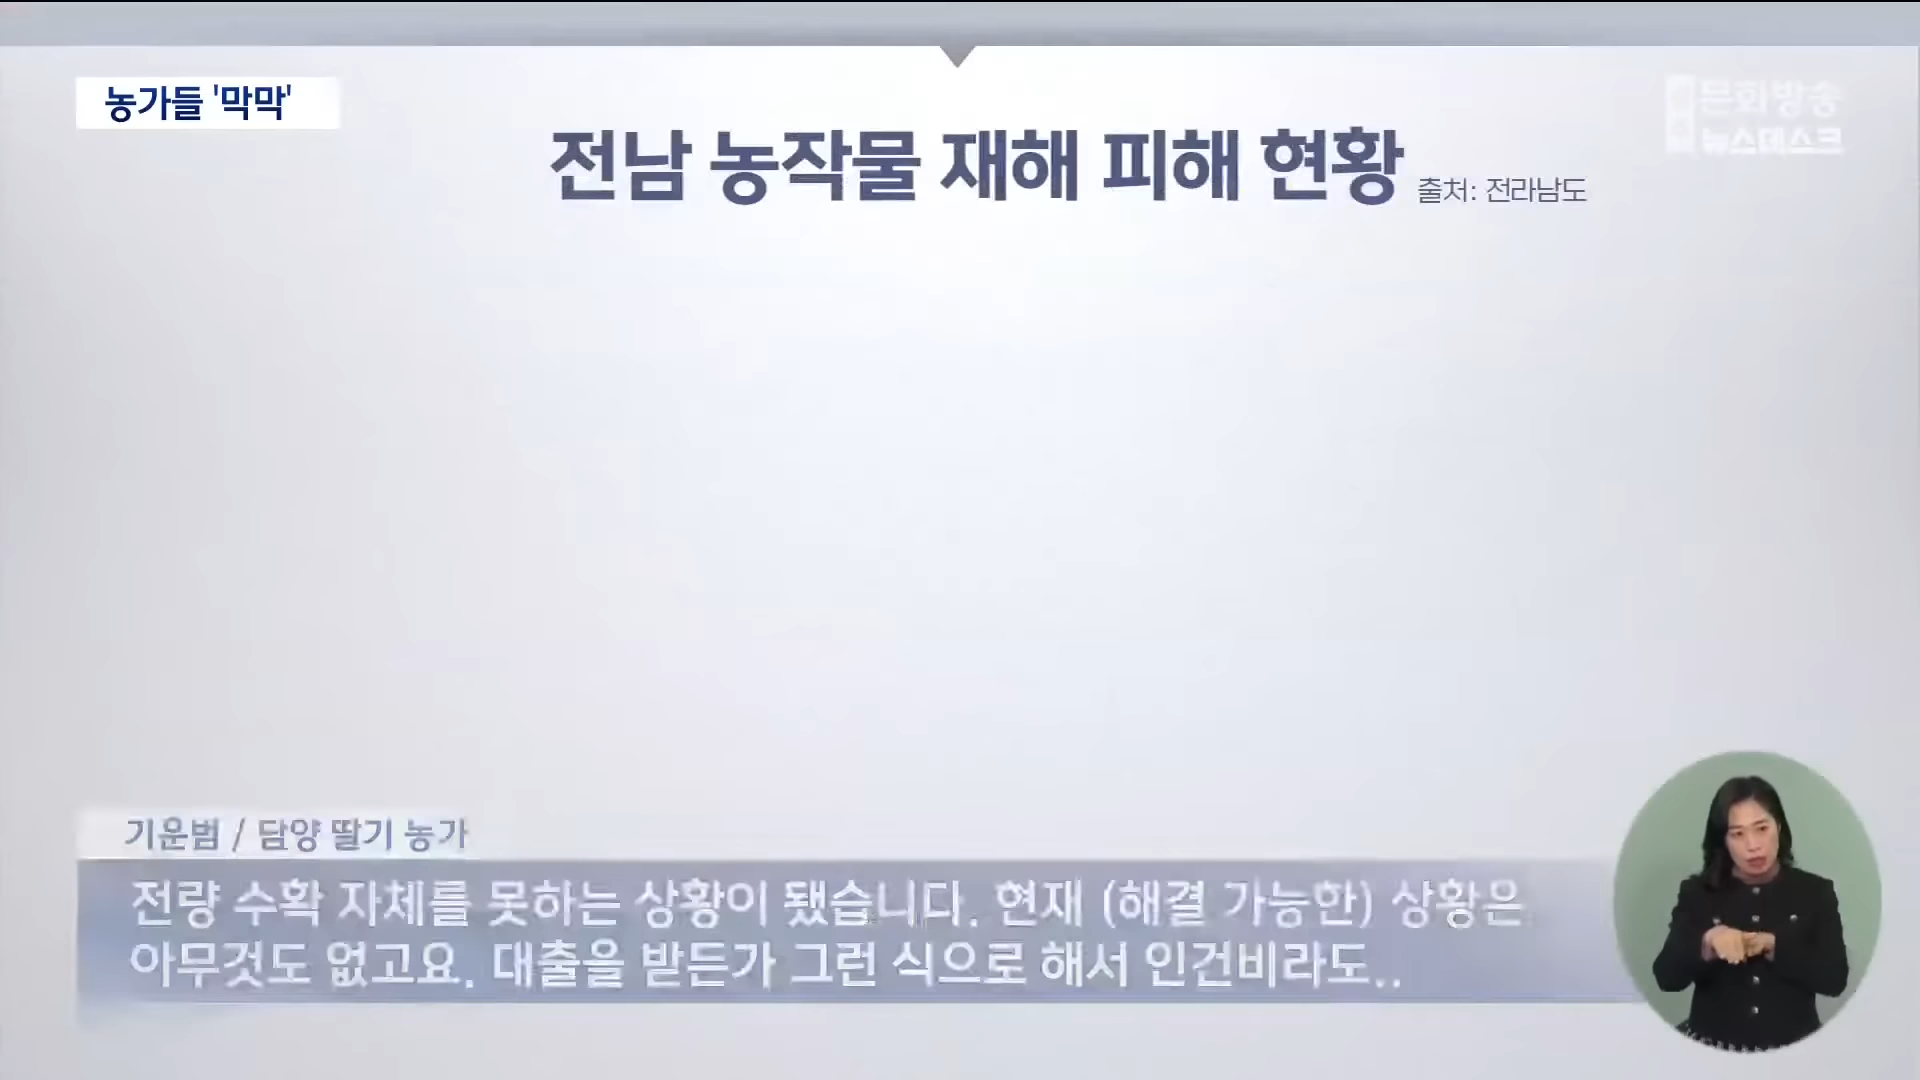 농가들 '막막'
문화방송
뉴스데스크
전남 농작물 재해 피해 현황
출처: 전라남도
기운범 / 담양 딸기 농가
전량 수확 자체를 못하는 상황이 됐습니다. 현재 (해결 가능한) 상황은
아무것도 없고요. 대출을 받든가 그런 식으로 해서 인건비라도..